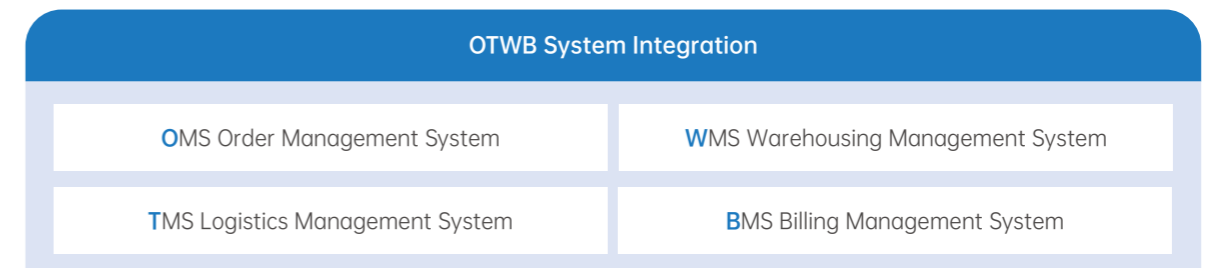 OTWB System Integration
OMS Order Management System
WMS Warehousing Management System
TMS Logistics Management System
BMS Billing Management System